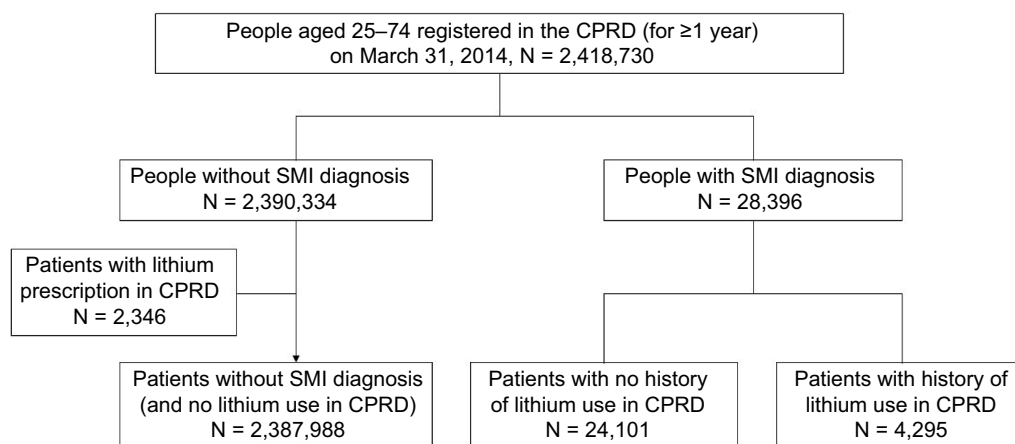 People aged 25–74 registered in the CPRD (for ≥1 year)
on March 31, 2014, N = 2,418,730
People without SMI diagnosis
N = 2,390,334
People with SMI diagnosis
N = 28,396
Patients with lithium
prescription in CPRD
N = 2,346
Patients without SMI diagnosis
(and no lithium use in CPRD)
N = 2,387,988
Patients with no history
of lithium use in CPRD
N = 24,101
Patients with history of
lithium use in CPRD
N = 4,295